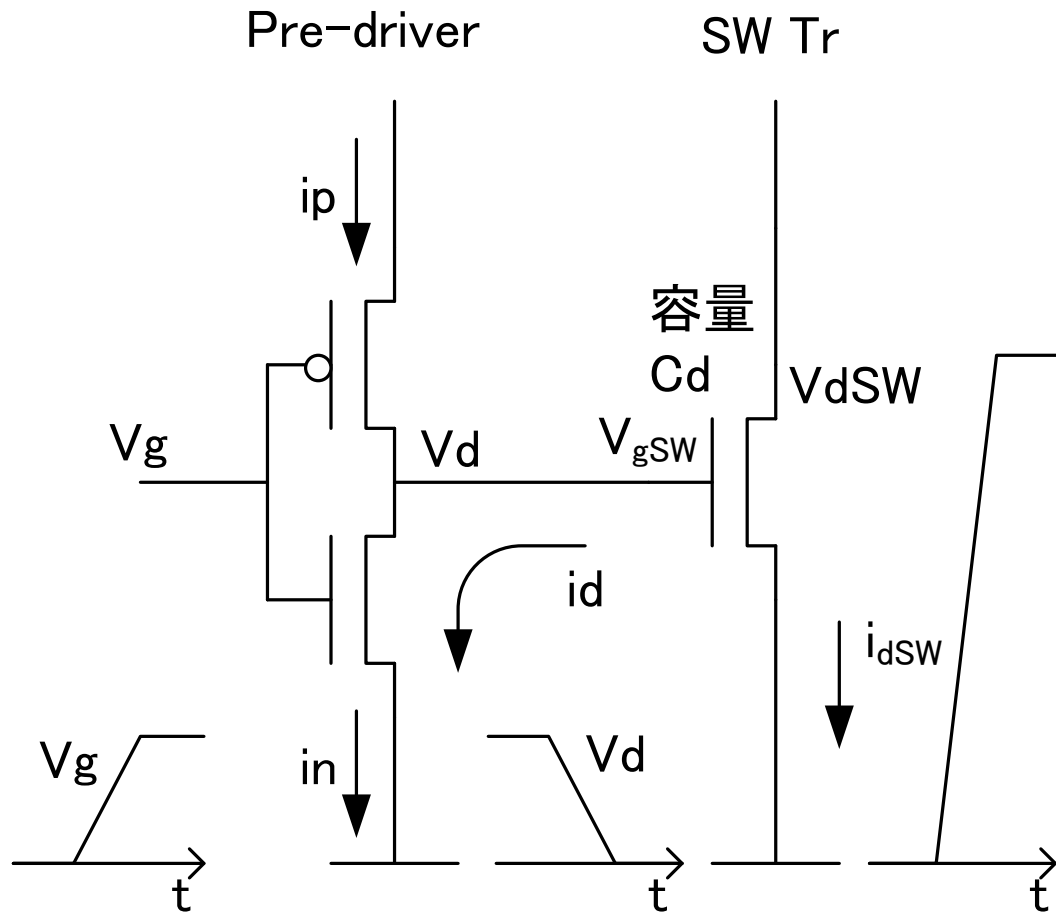 Pre-driver
SW Tr
ip
容量
Cd
VdSW
Vg
Vd
VgSW
id
idSW
Vg
in
Vd
t
t
t